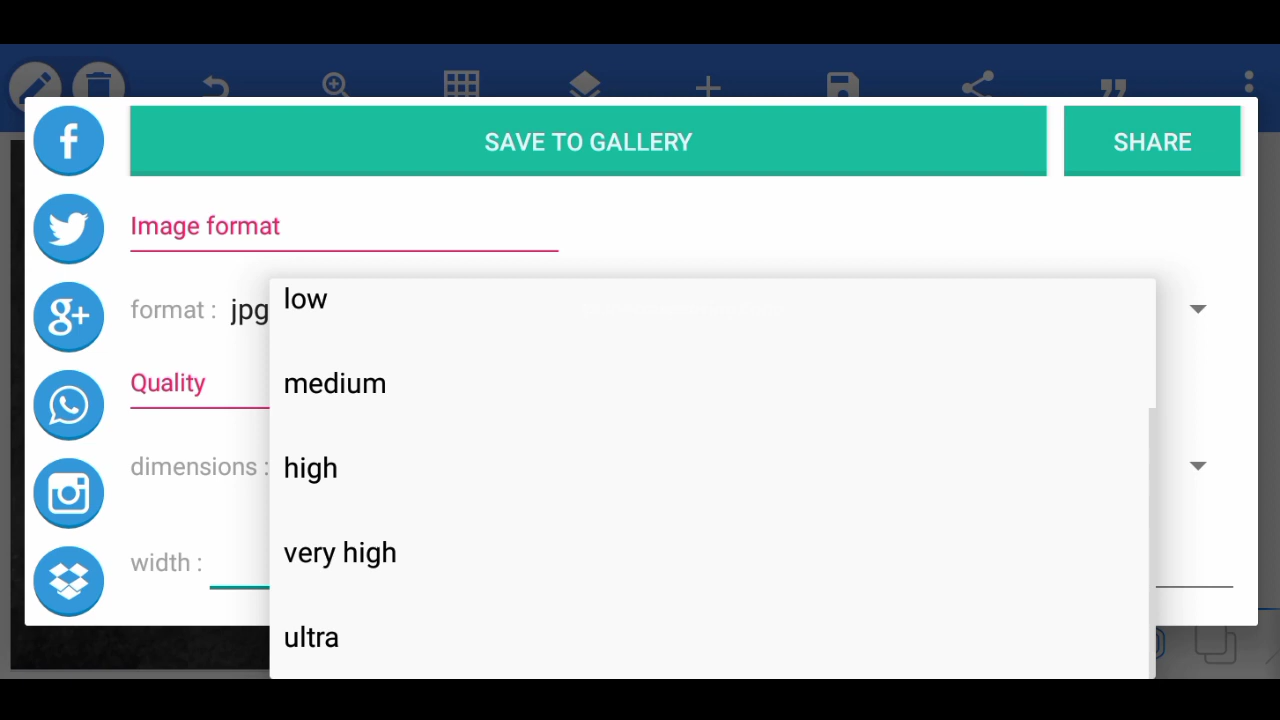 SAVE TO GALLERY
SHARE
Image format
format : jpg
low
Quality
medium
dimensions :
high
very high
width :
ultra